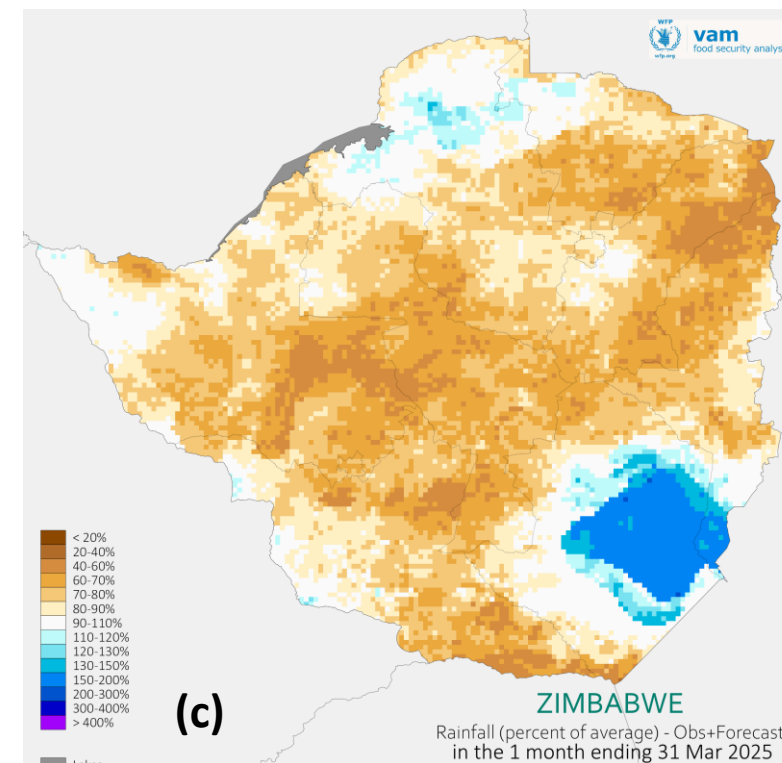 WFP
wfp.org
vam
food security analys
< 20%
20-40%
40-60%
60-70%
70-80%
80-90%
90-110%
110-120%
120-130%
130-150%
150-200%
200-300%
300-400%
> 400%
(c)
ZIMBABWE
Rainfall (percent of average) - Obs+Forecast
in the 1 month ending 31 Mar 2025